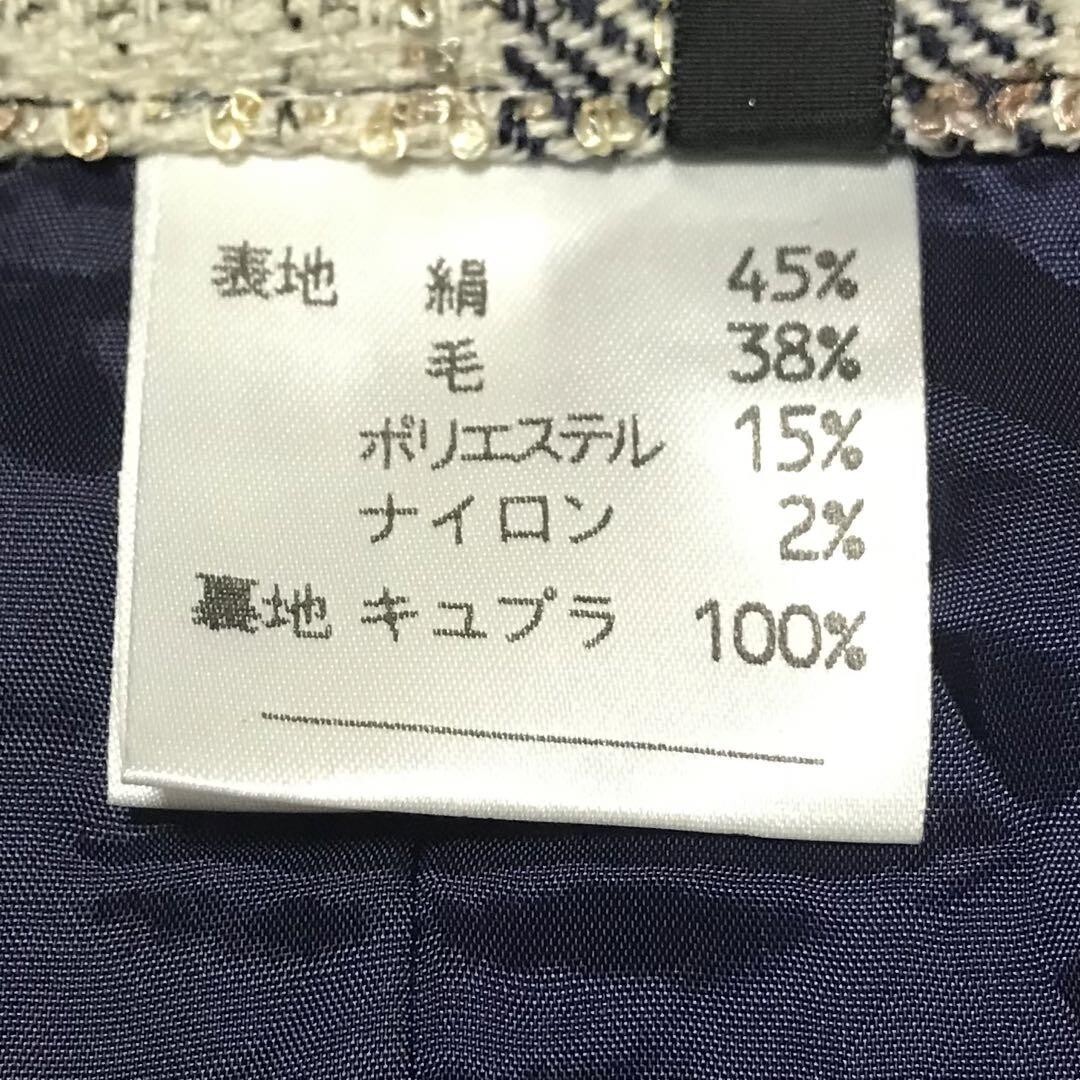 表地 絹 45%
毛 38%
ポリエステル 15%
ナイロン 2%
裏地 キュプラ 100%